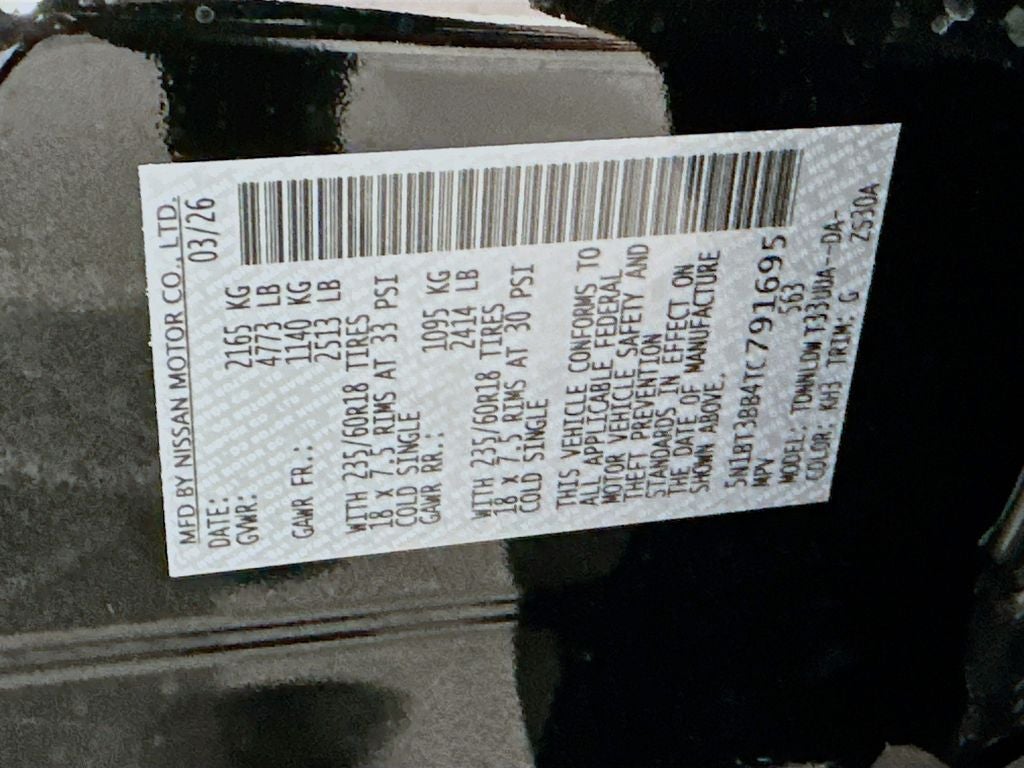 MFD BY NISSAN MOTOR CO., LTD.
DATE: 03/26
GVWR: 2165 KG
4773 LB
GAWR FR.: 1140 KG
2513 LB
WITH 235/60R18 TIRES
18 x 7.5 RIMS AT 33 PSI
COLD SINGLE
GAWR RR.: 1095 KG
2414 LB
WITH 235/60R18 TIRES
18 x 7.5 RIMS AT 30 PSI
COLD SINGLE
THIS VEHICLE CONFORMS TO
ALL APPLICABLE FEDERAL
MOTOR VEHICLE SAFETY AND
THEFT PREVENTION
STANDARDS IN EFFECT ON
THE DATE OF MANUFACTURE
SHOWN ABOVE.
5N1BT3BB4TC791695
MPV 563
MODEL: TDWNLDWT33UUA--DA-
COLOR: KH3 TRIM: G ZS30A